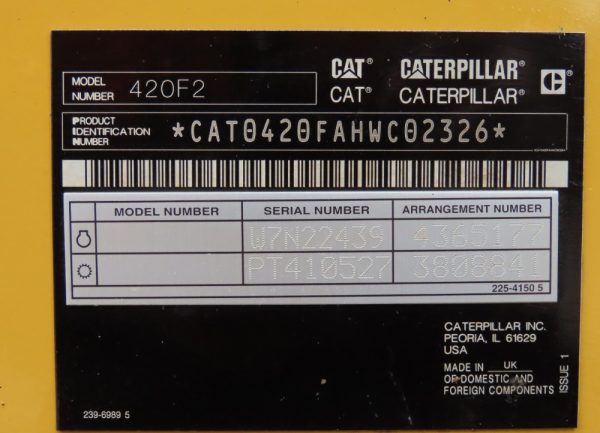 CAT® CATERPILLAR®
MODEL NUMBER 420F2
CAT® CATERPILLAR® C®
PRODUCT IDENTIFICATION NUMBER *CAT0420FAHWC02326*
MODEL NUMBER SERIAL NUMBER ARRANGEMENT NUMBER
W7N22439 4365177
PT410527 3808841
225-4150 5
CATERPILLAR INC.
PEORIA, IL 61629
USA
MADE IN UK
OF DOMESTIC AND
FOREIGN COMPONENTS
ISSUE 1
239-6989 5